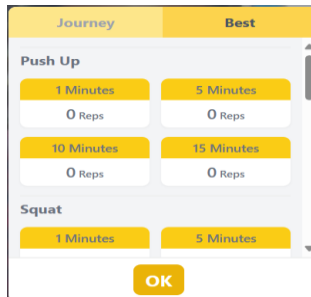 Journey Best
Push Up
1 Minutes 5 Minutes
0 Reps 0 Reps
10 Minutes 15 Minutes
0 Reps 0 Reps
Squat
1 Minutes 5 Minutes
OK